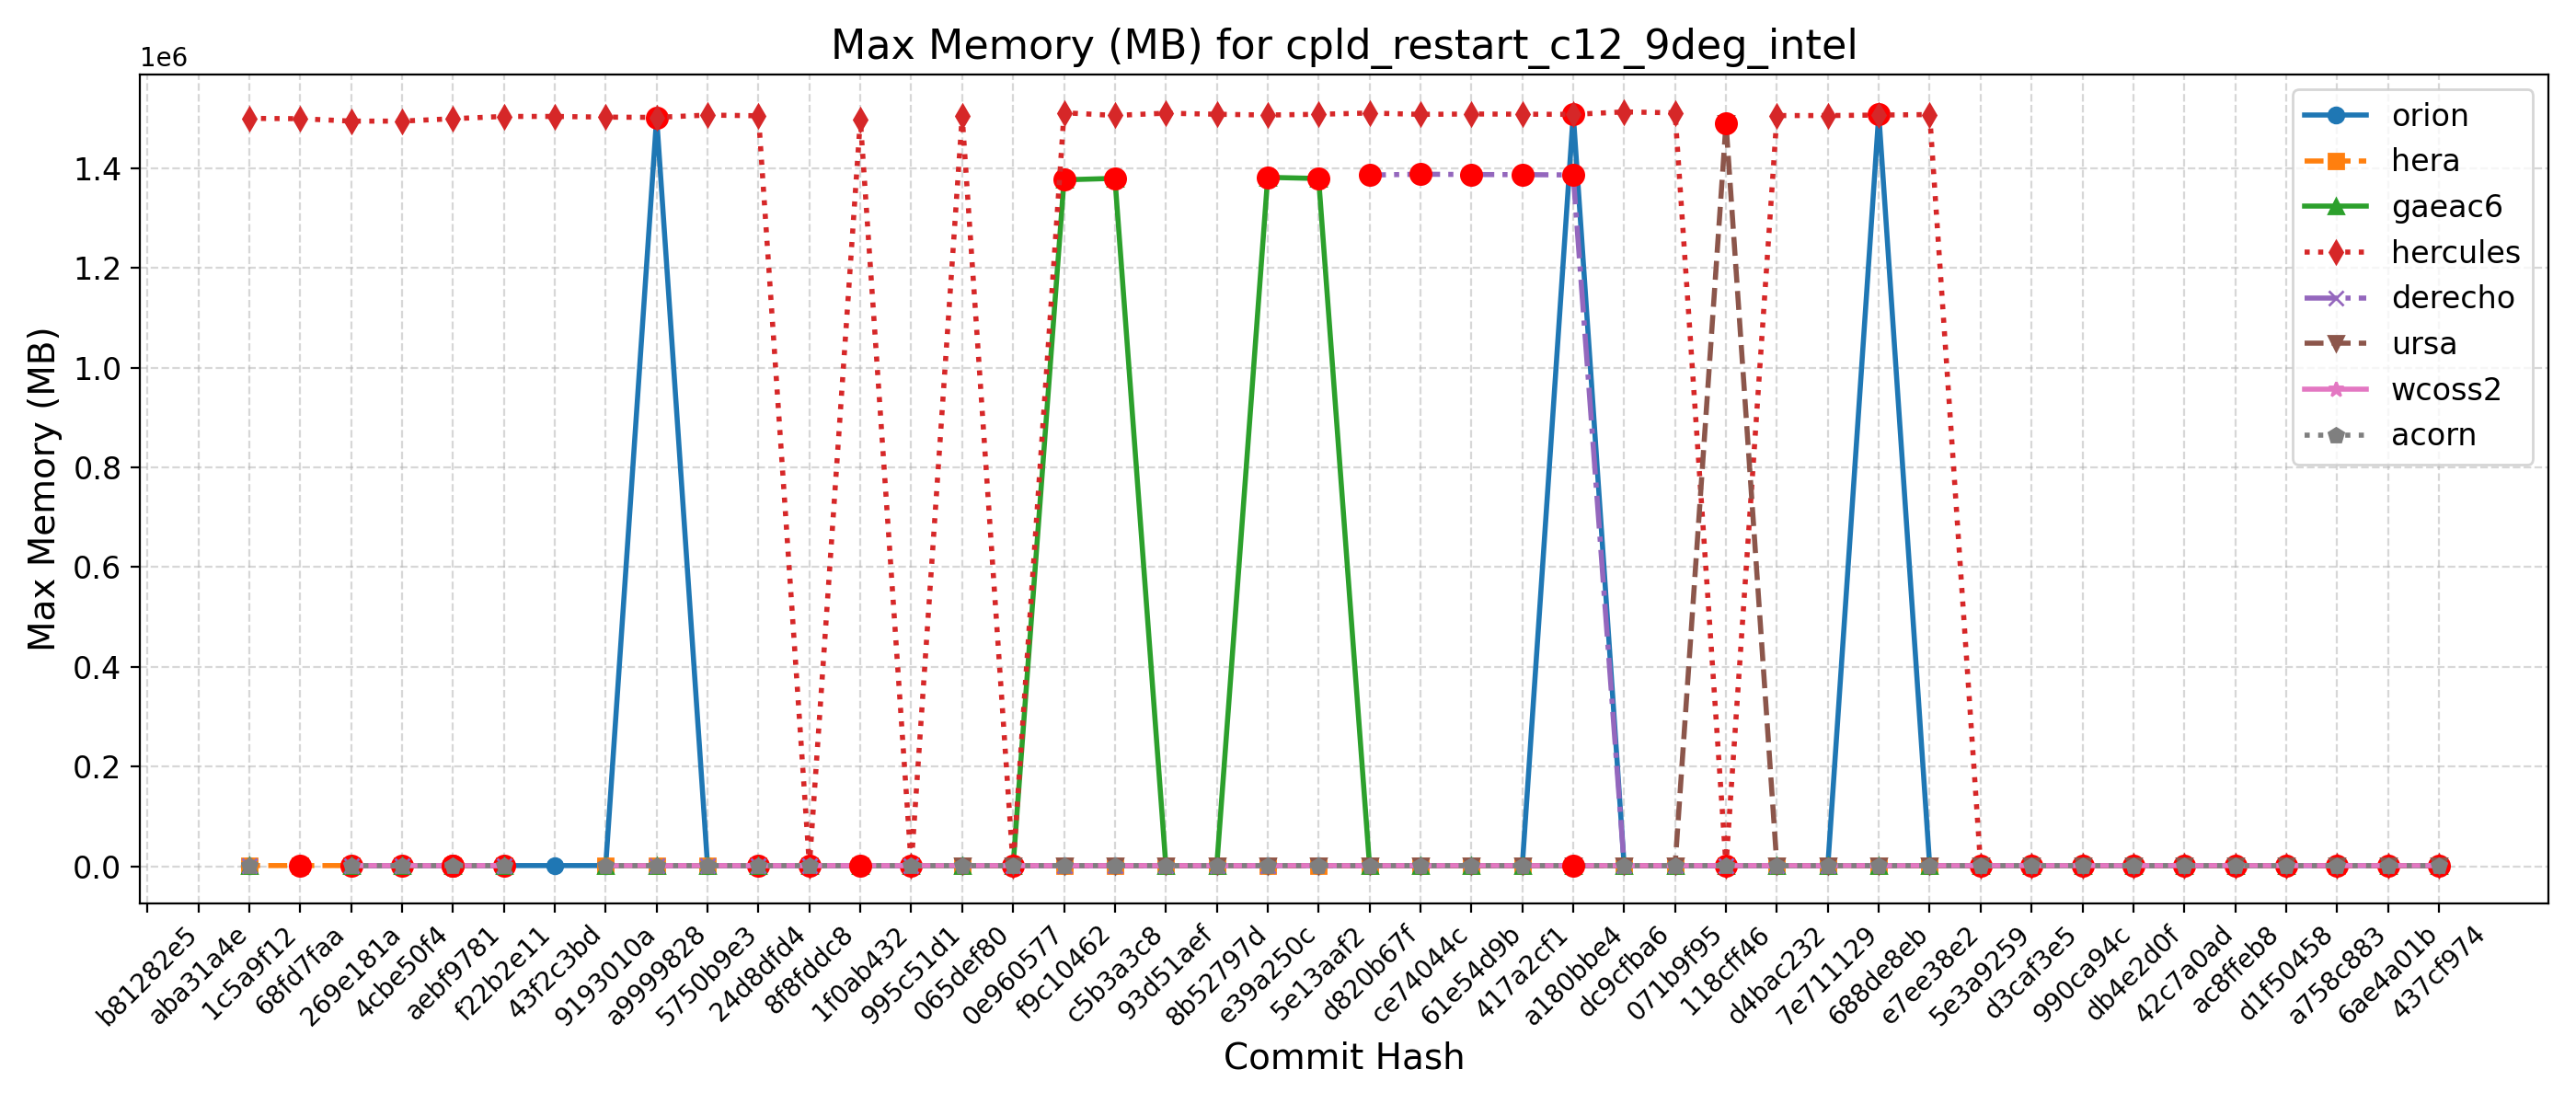 Max Memory (MB) for cpld_restart_c12_9deg_intel
1e6
1.4
1.2
1.0
0.8
0.6
0.4
0.2
0.0
Max Memory (MB)
orion
hera
gaeac6
hercules
derecho
ursa
wcoss2
acorn
b81282e5
aba31a4e
1c5a9f12
68fd7faa
269e181a
4cbe50f4
aebf9781
f22b2e11
43f2c3bd
9193010a
a9999828
5750b9e3
24d8dfd4
8f8fddc8
1f0ab432
995c51d1
065def80
0e960577
f9c10462
c5b3a3c8
93d51aef
8b52797d
e39a250c
5e13aaf2
d820b67f
ce74044c
61e54d9b
417a2cf1
a180bbe4
dc9cfba6
071b9f95
118cff46
d4bac232
7e711129
688de8eb
e7ee38e2
5e3a9259
d3caf3e5
990ca94c
db4e2d0f
42c7a0ad
ac8ffeb8
d1f50458
a758c883
6ae4a01b
437cf974
Commit Hash